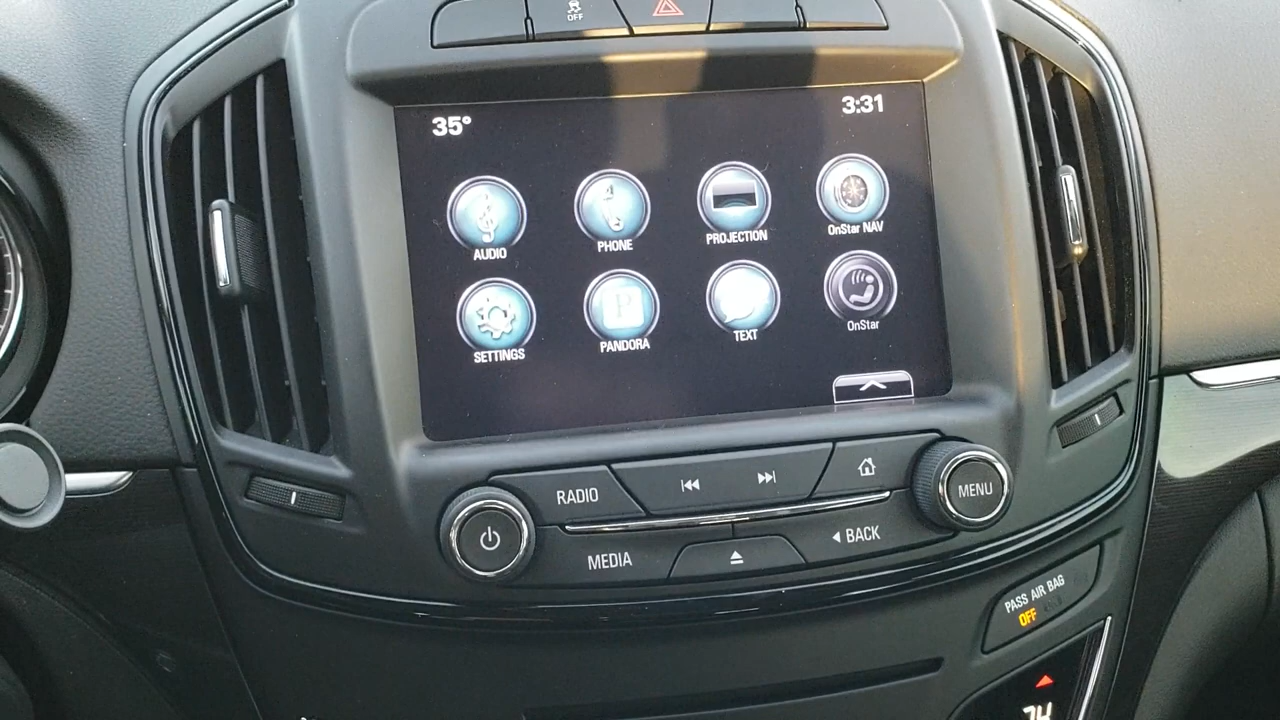 OFF
35°
3:31
AUDIO
PHONE
PROJECTION
OnStar NAV
SETTINGS
P
PANDORA
TEXT
OnStar
RADIO
MENU
MEDIA
BACK
PASS AIR BAG
OFF